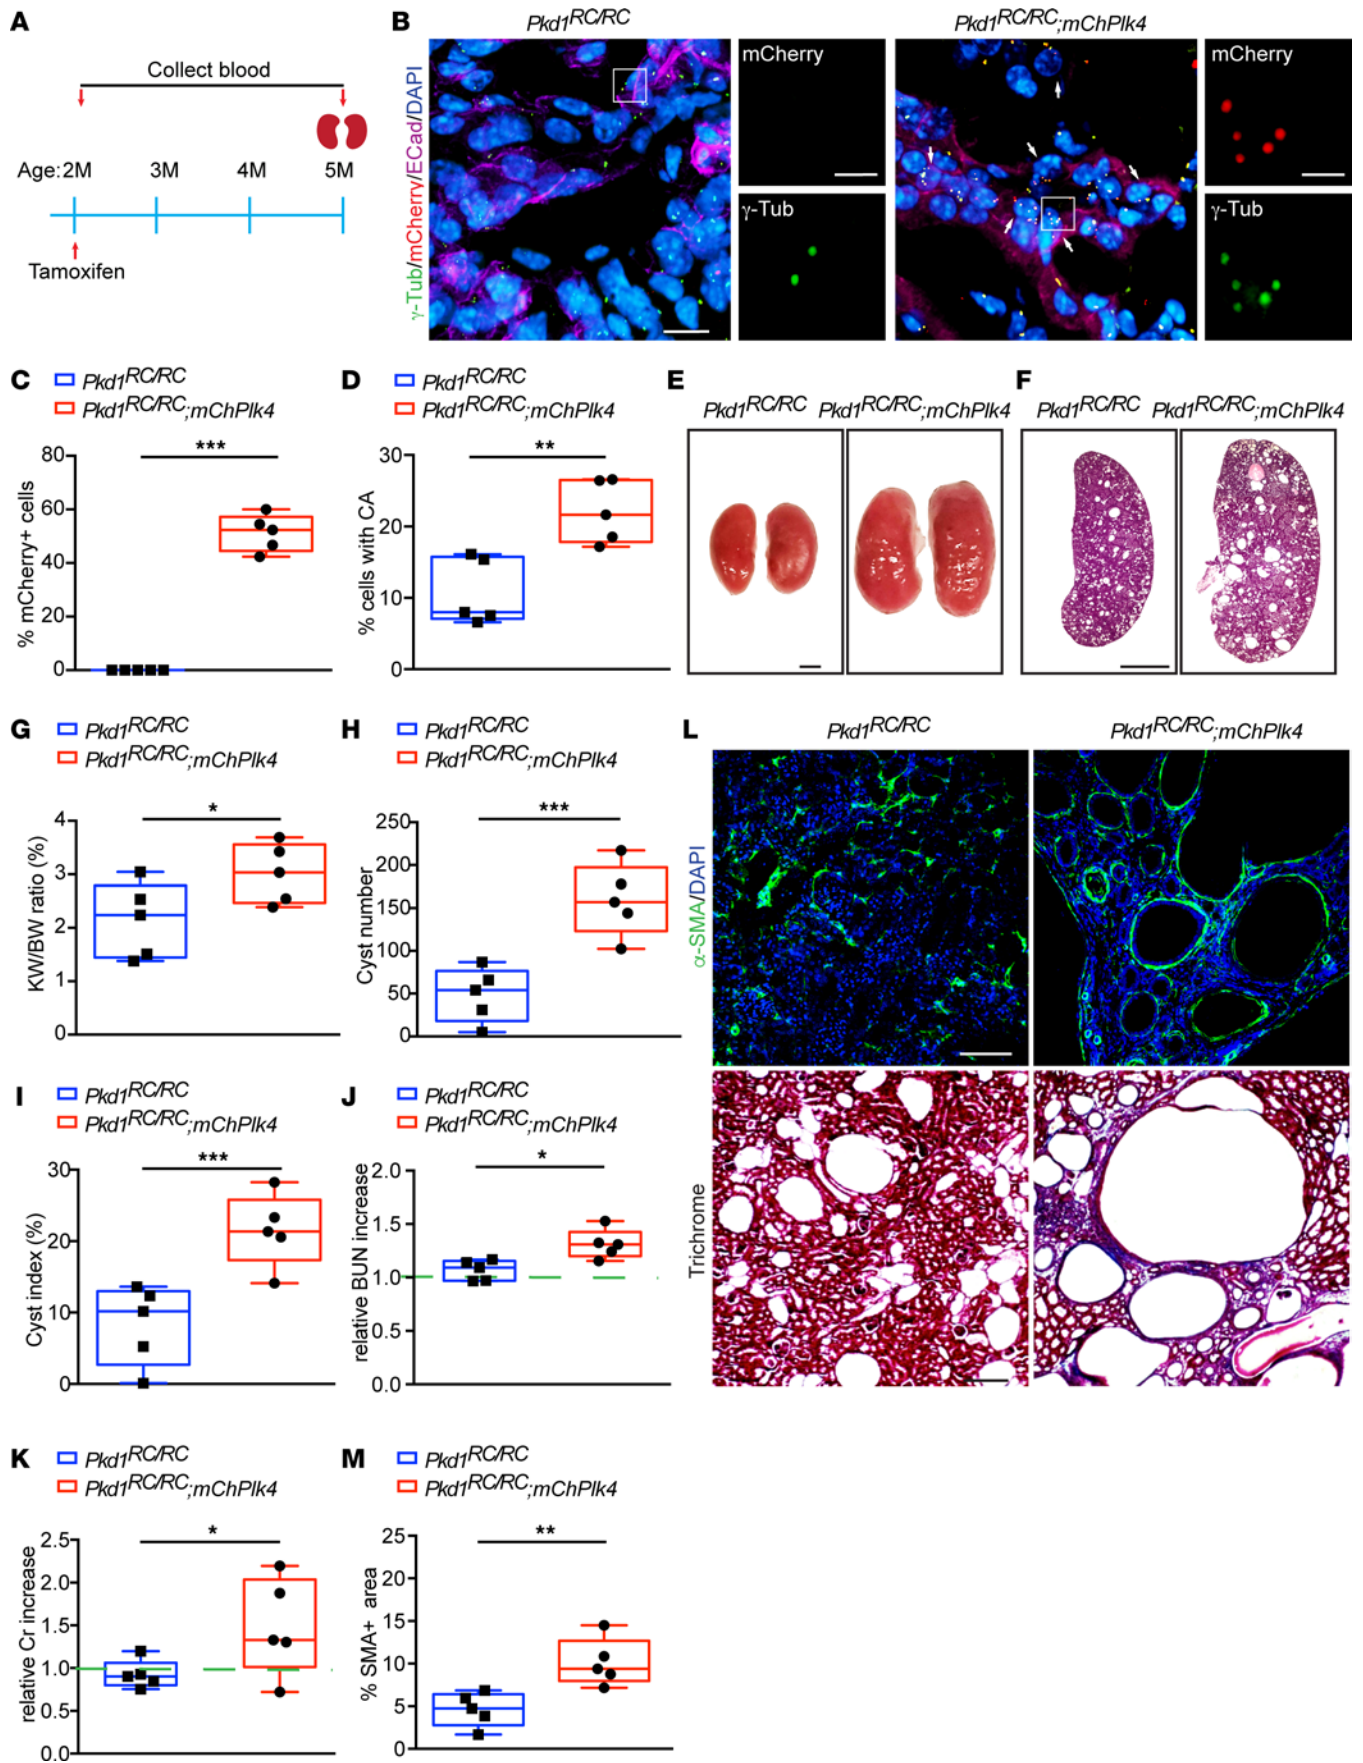 A
Collect blood
Age: 2M 3M 4M 5M
Tamoxifen
B
Pkd1RC/RC
Pkd1RC/RC;mChPlk4
γ-Tub/mCherry/ECad/DAPI
mCherry
γ-Tub
mCherry
γ-Tub
C
Pkd1RC/RC
Pkd1RC/RC;mChPlk4
% mCherry+ cells
80
60
40
20
0
***
D
Pkd1RC/RC
Pkd1RC/RC;mChPlk4
% cells with CA
30
20
10
0
**
E
Pkd1RC/RC Pkd1RC/RC;mChPlk4
F
Pkd1RC/RC Pkd1RC/RC;mChPlk4
G
Pkd1RC/RC
Pkd1RC/RC;mChPlk4
KW/BW ratio (%)
4
3
2
1
0
*
H
Pkd1RC/RC
Pkd1RC/RC;mChPlk4
Cyst number
250
200
150
100
50
0
***
I
Pkd1RC/RC
Pkd1RC/RC;mChPlk4
Cyst index (%)
30
20
10
0
***
J
Pkd1RC/RC
Pkd1RC/RC;mChPlk4
relative BUN increase
2.0
1.5
1.0
0.5
0.0
*
L
Pkd1RC/RC
Pkd1RC/RC;mChPlk4
α-SMA/DAPI
Trichrome
K
Pkd1RC/RC
Pkd1RC/RC;mChPlk4
relative Cr increase
2.5
2.0
1.5
1.0
0.5
0.0
*
M
Pkd1RC/RC
Pkd1RC/RC;mChPlk4
% SMA+ area
25
20
15
10
5
0
**